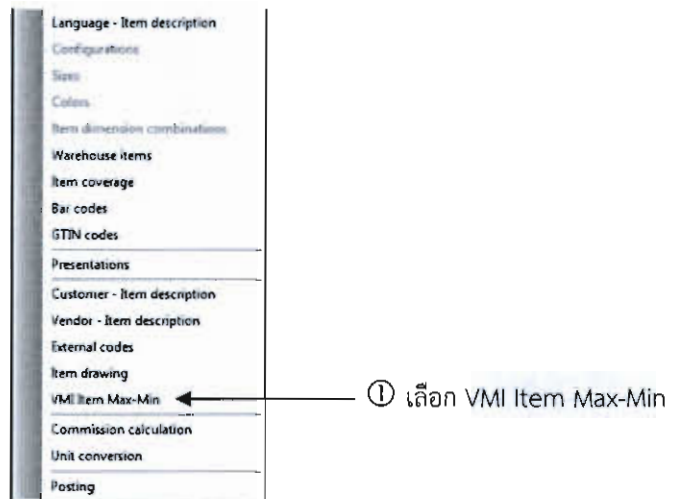 Language - Item description
Configurations
Sizes
Colors
Item dimension combinations
Warehouse items
Item coverage
Bar codes
GTIN codes
Presentations
Customer - Item description
Vendor - Item description
External codes
Item drawing
VMI Item Max-Min
① เลือก VMI Item Max-Min
Commission calculation
Unit conversion
Posting